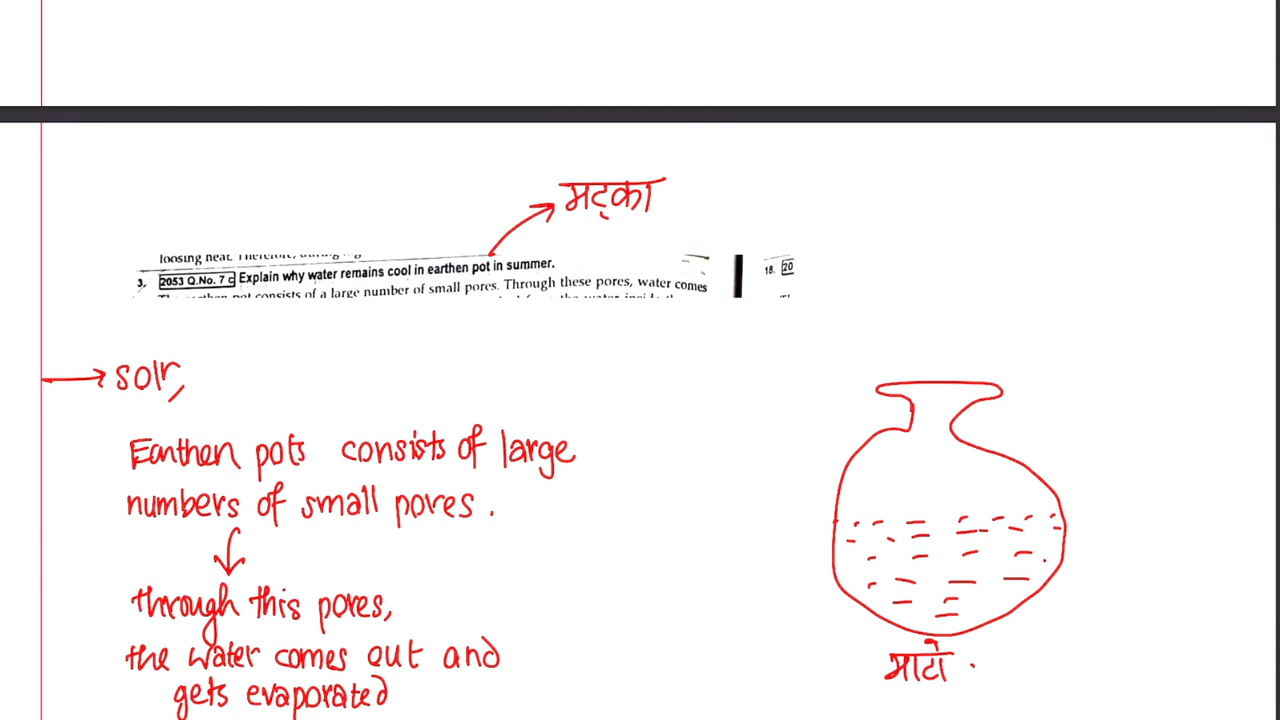 मट्का
loosing heat. Therefore, during
3. 2053 Q.No. 7 c Explain why water remains cool in earthen pot in summer.
earthen pot consists of a large number of small pores. Through these pores, water comes
18. 20
→ soln,
Earthen pots consists of large
numbers of small pores.
through this pores,
the water comes out and
gets evaporated
माटो